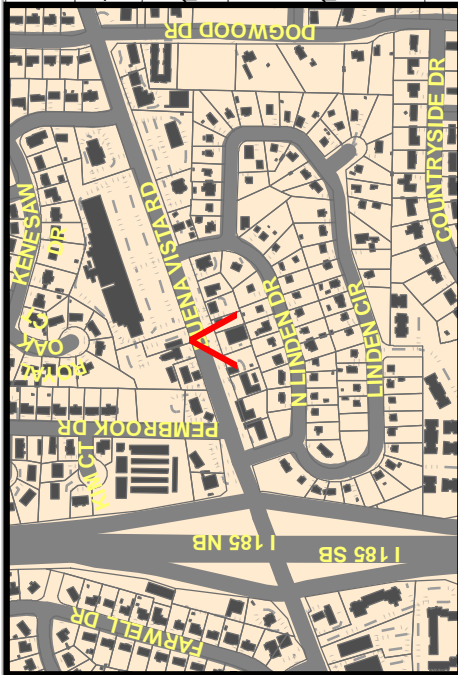 DOGWOOD DR
COUNTRYSIDE DR
KENESAW
DR
BUENA VISTA RD
ROYAL
OAK CT
N LINDEN DR
LINDEN CIR
PEMBROOK DR
NIM CT
I 185 NB
I 185 SB
FARWELL DR